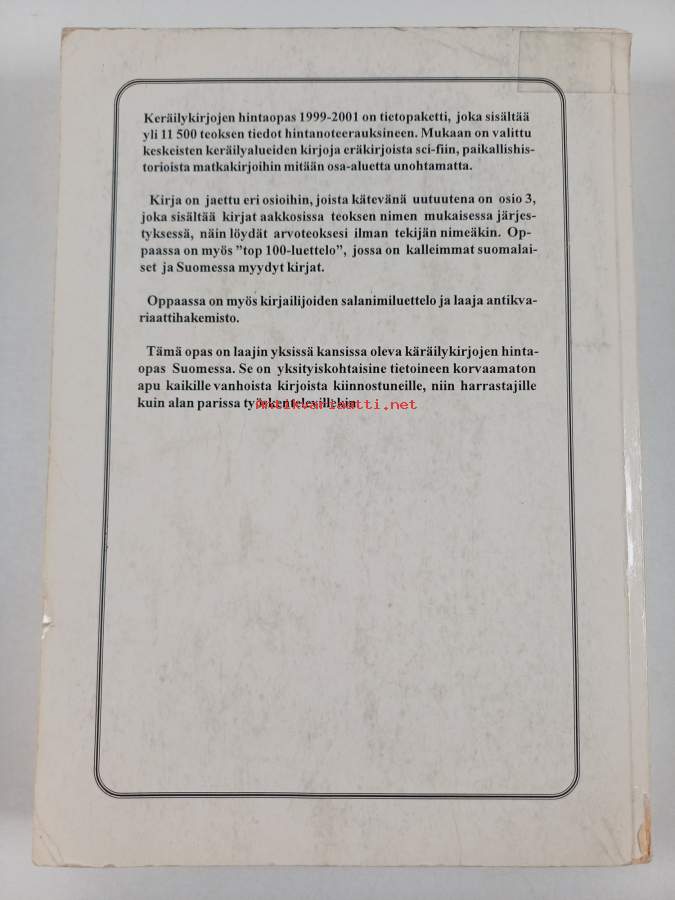 Keräilykirjojen hintaopas 1999-2001 on tietopaketti, joka sisältää
yli 11 500 teoksen tiedot hintanoteerauksineen. Mukaan on valittu
keskeisten keräilyalueiden kirjoja eräkirjoista sci-fiin, paikallishis-
torioista matkakirjoihin mitään osa-aluetta unohtamatta.
Kirja on jaettu eri osioihin, joista kätevänä uutuutena on osio 3,
joka sisältää kirjat aakkosissa teoksen nimen mukaisessa järjes-
tyksessä, näin löydät arvoteoksesi ilman tekijän nimeäkin. Op-
paassa on myös ”top 100-luettelo”, jossa on kalleimmat suomalai-
set ja Suomessa myydyt kirjat.
Oppaassa on myös kirjailijoiden salanimiluettelo ja laaja antikva-
riaattihakemisto.
Tämä opas on laajin yksissä kansissa oleva käräilykirjojen hinta-
opas Suomessa. Se on yksityiskohtaisine tietoineen korvaamaton
apu kaikille vanhoista kirjoista kiinnostuneille, niin harrastajille
kuin alan parissa työskenteleville­kin
Antikvariaatti.net